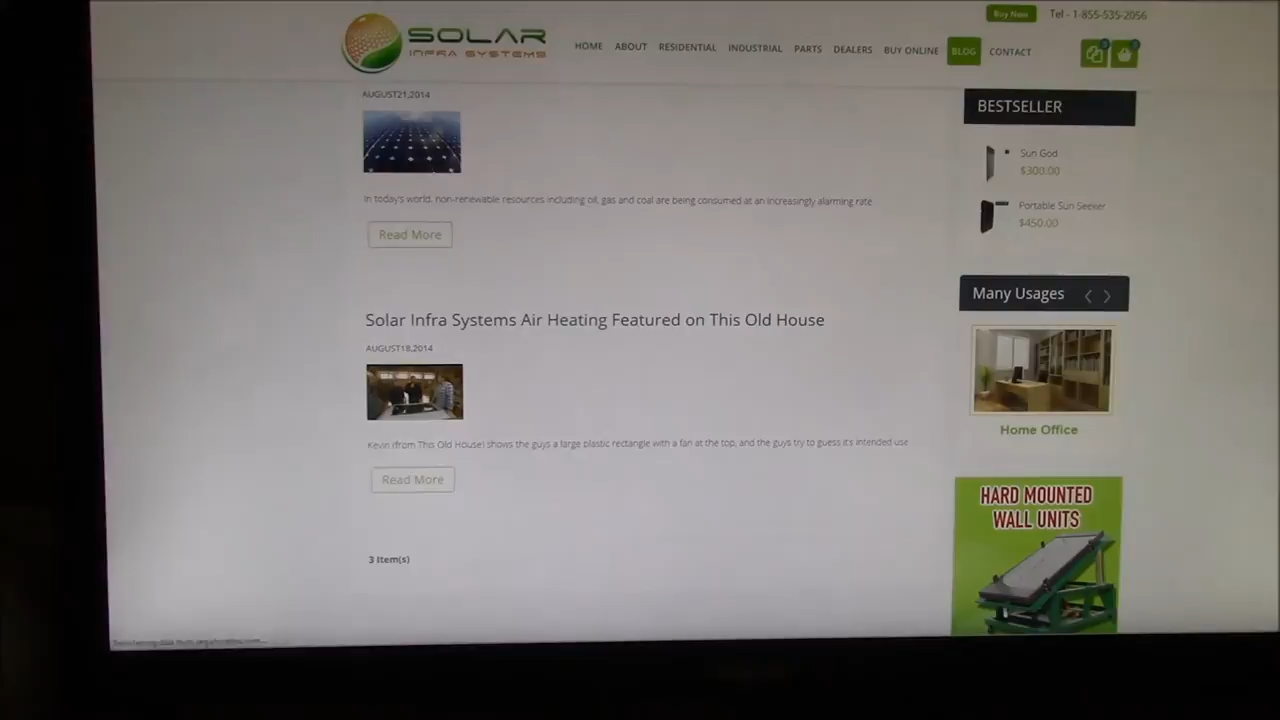 Buy Now
Tel - 1-855-535-2056
SOLAR
INFRA SYSTEMS
HOME ABOUT RESIDENTIAL INDUSTRIAL PARTS DEALERS BUY ONLINE BLOG CONTACT
AUGUST21,2014
In today's world, non-renewable resources including oil, gas and coal are being consumed at an increasingly alarming rate
Read More
Solar Infra Systems Air Heating Featured on This Old House
AUGUST18,2014
Kevin (from This Old House) shows the guys a large plastic rectangle with a fan at the top, and the guys try to guess it's intended use
Read More
3 Item(s)
BESTSELLER
Sun God
$300.00
Portable Sun Seeker
$450.00
Many Usages
Home Office
HARD MOUNTED
WALL UNITS